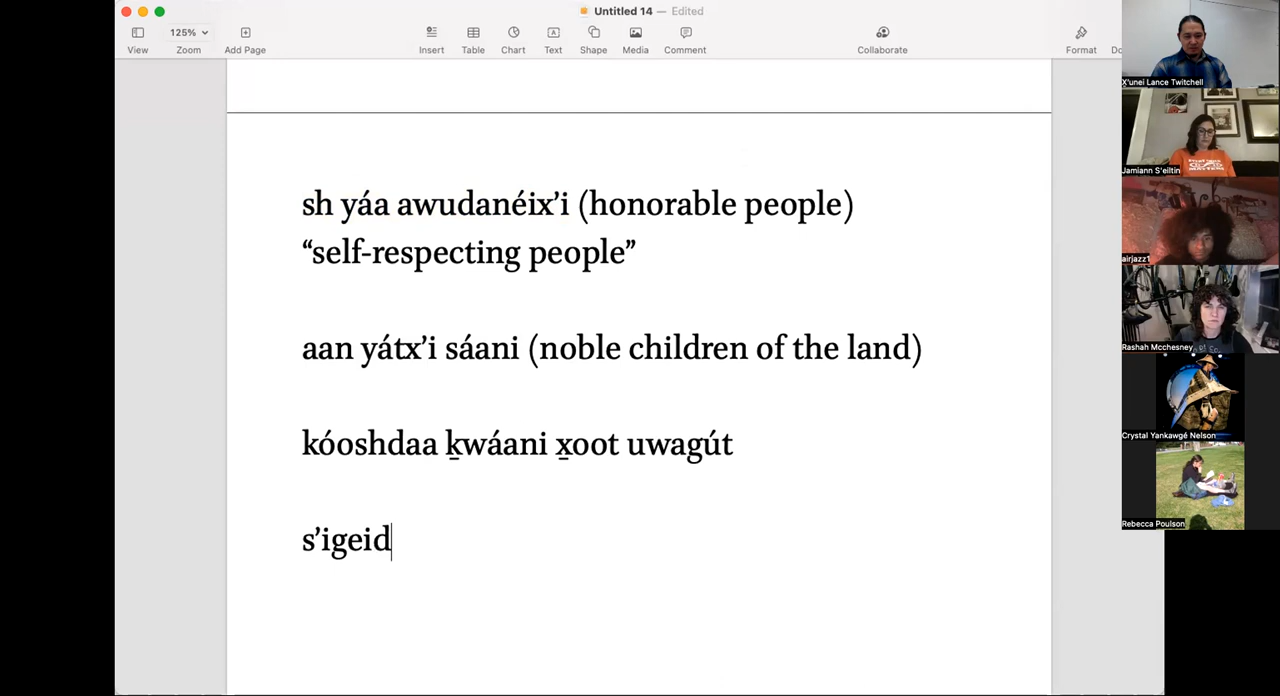 Untitled 14 — Edited
125%
View
Zoom
Add Page
Insert
Table
Chart
Text
Shape
Media
Comment
Collaborate
Format
sh yáa awudanéix’i (honorable people)
“self-respecting people”
aan yátx’i sáani (noble children of the land)
kóoshdaa ḵwáani x̱oot uwagút
s’igeid
X̱'unei Lance Twitchell
Jamiann S'eiltin
airjazz1
Rashah Mcchesney
Crystal Yankawgé Nelson
Rebecca Poulson